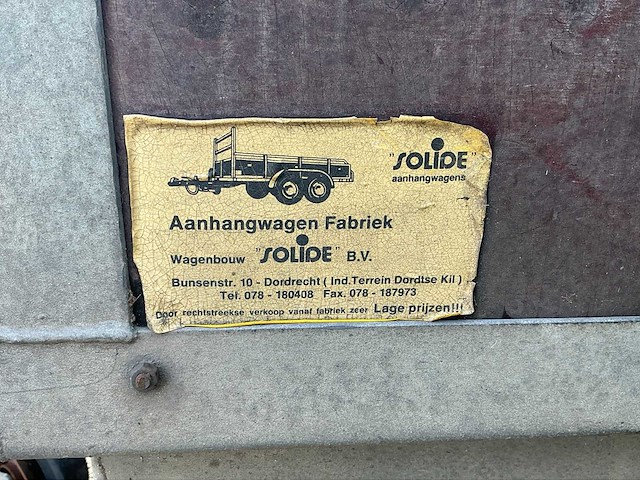 "SOLIDE"
aanhangwagens
Aanhangwagen Fabriek
Wagenbouw "SOLIDE" B.V.
Bunsenstr. 10 - Dordrecht ( Ind. Terrein Dordtse Kil )
Tel. 078 - 180408 Fax. 078 - 187973
Door rechtstreekse verkoop vanaf fabriek zeer Lage prijzen!!!